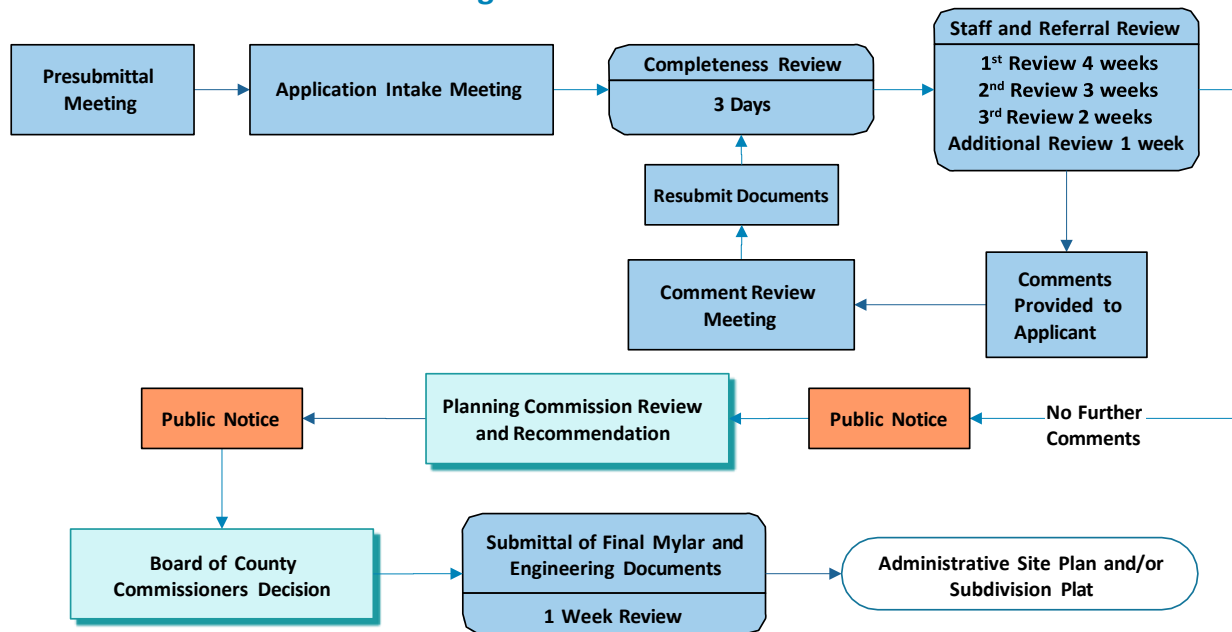 Presubmittal
Meeting
Application Intake Meeting
Completeness Review
3 Days
Staff and Referral Review
1st Review 4 weeks
2nd Review 3 weeks
3rd Review 2 weeks
Additional Review 1 week
Resubmit Documents
Comment Review
Meeting
Comments
Provided to
Applicant
Public Notice
Planning Commission Review
and Recommendation
Public Notice
No Further
Comments
Board of County
Commissioners Decision
Submittal of Final Mylar and
Engineering Documents
1 Week Review
Administrative Site Plan and/or
Subdivision Plat